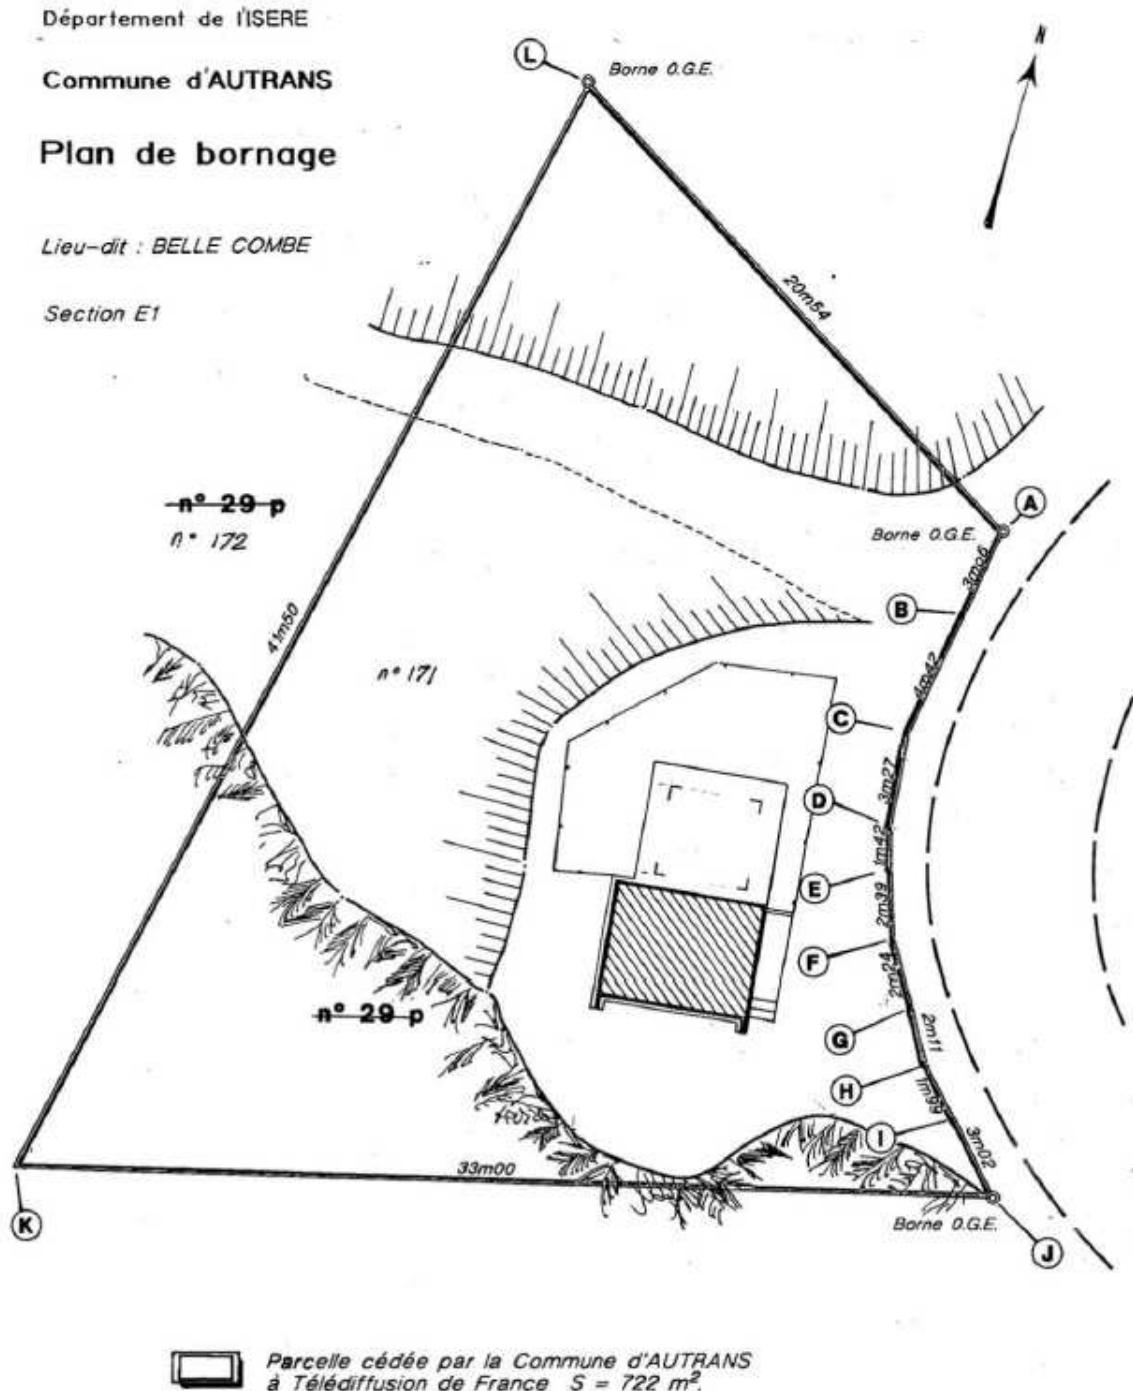 Département de l'ISERE
Commune d'AUTRANS
Plan de bornage
Lieu-dit : BELLE COMBE
Section E1
L
Borne O.G.E.
N
20m54
A
Borne O.G.E.
3m06
n° 29 p
n° 172
B
41m50
n° 171
4m42
C
3m27
D
1m42
E
2m39
F
2m24
n° 29 p
G
2m11
H
1m99
I
3m02
33m00
K
Borne O.G.E.
J
Parcelle cédée par la Commune d'AUTRANS
à Télédiffusion de France S = 722 m².